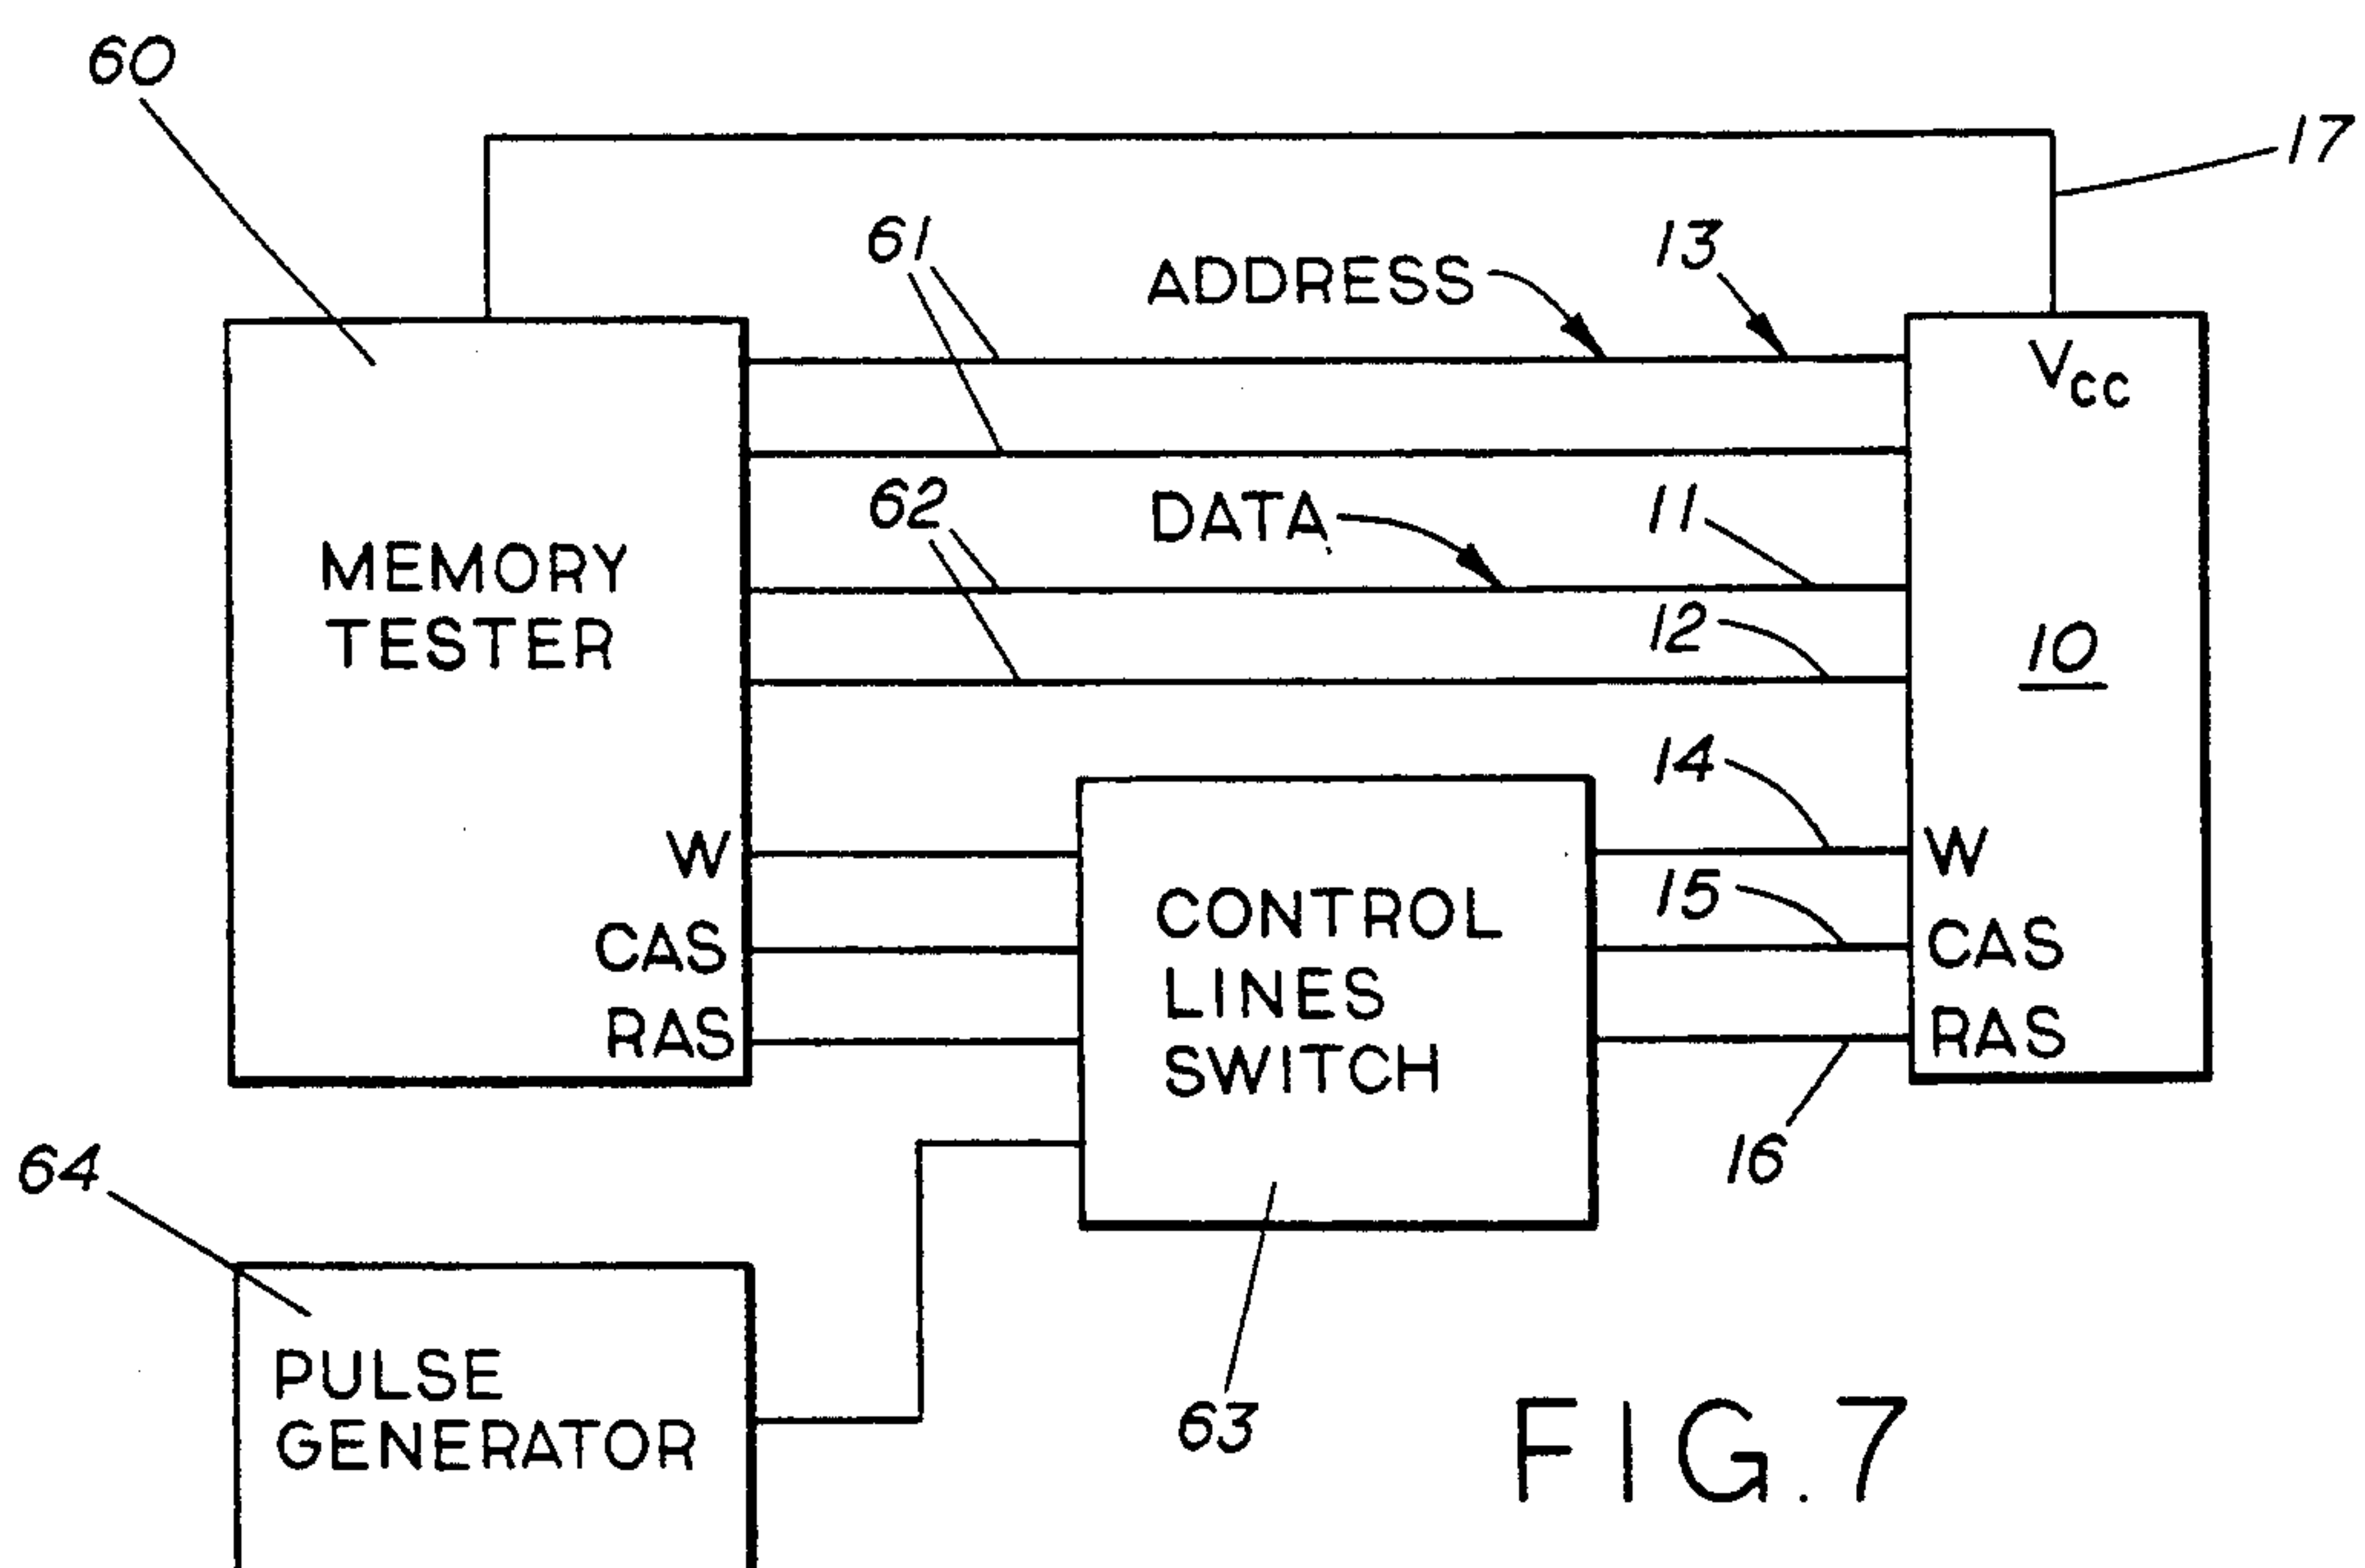 60
17
61
ADDRESS
13
Vcc
62
DATA
11
12
10
MEMORY
TESTER
14
W
W
15
CAS
CAS
RAS
RAS
CONTROL
LINES
SWITCH
16
64
63
PULSE
GENERATOR
FIG. 7